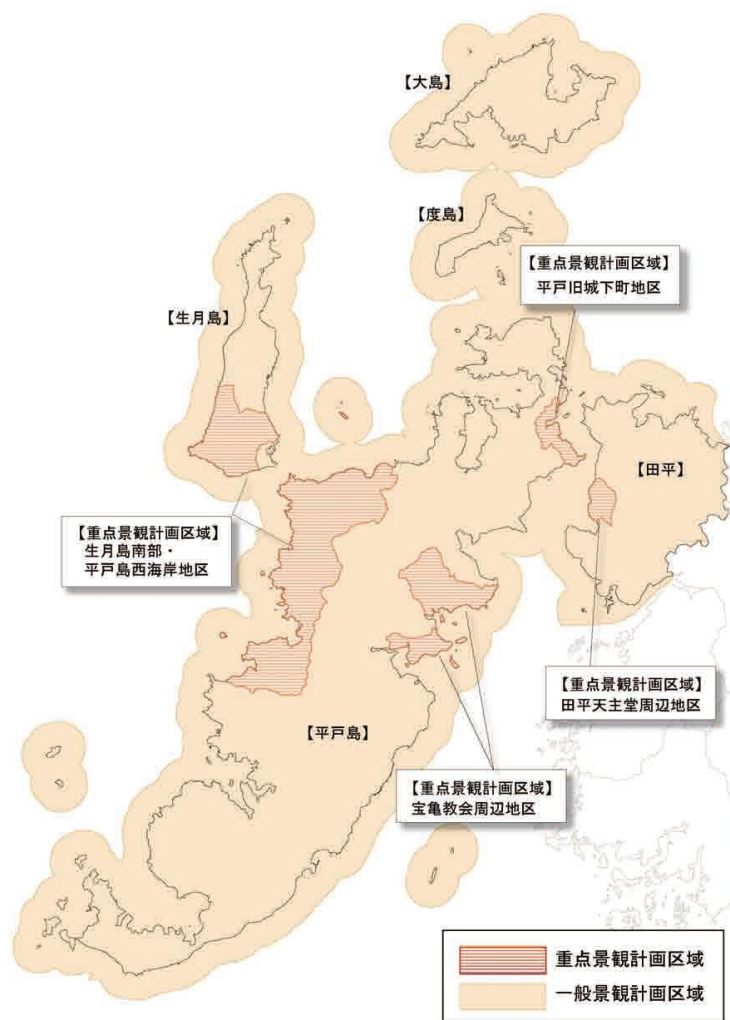 【大島】
【度島】
【重点景観計画区域】
平戸旧城下町地区
【生月島】
【田平】
【重点景観計画区域】
生月島南部・
平戸島西海岸地区
【重点景観計画区域】
田平天主堂周辺地区
【平戸島】
【重点景観計画区域】
宝亀教会周辺地区
重点景観計画区域
一般景観計画区域